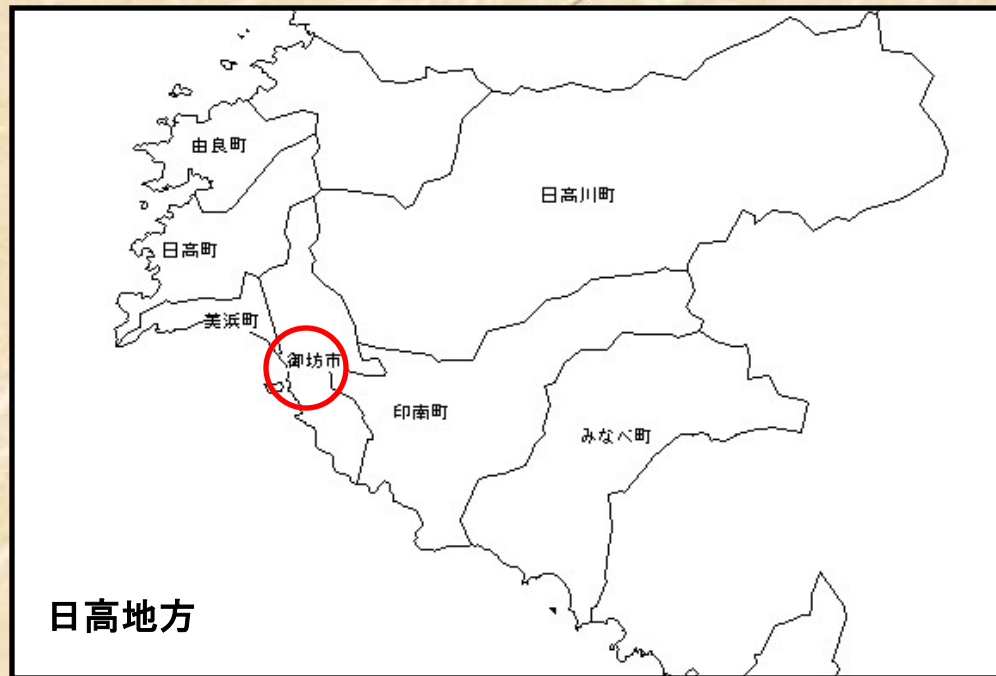 由良町
日高川町
日高町
美浜町
御坊市
印南町
みなべ町
日高地方